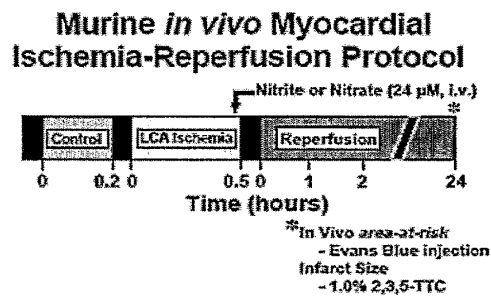 Murine in vivo Myocardial
Ischemia-Reperfusion Protocol
Nitrite or Nitrate (24 µM, i.v.)
*
Control LCA Ischemia Reperfusion
0 0.2 0 0.5 0 1 2 24
Time (hours)
*In Vivo area-at-risk
- Evans Blue injection
Infarct Size
- 1.0% 2,3,5-TTC